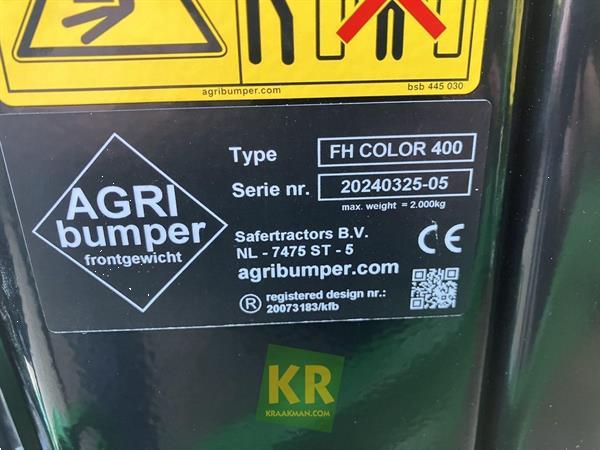 agribumper.com
bsb 445 030
AGRI
bumper
frontgewicht
Type FH COLOR 400
Serie nr. 20240325-05
max. weight = 2.000kg
Safertractors B.V.
NL - 7475 ST - 5
agribumper.com
CE
® registered design nr.:
20073183/kfb
KR
KRAAKMAN.COM